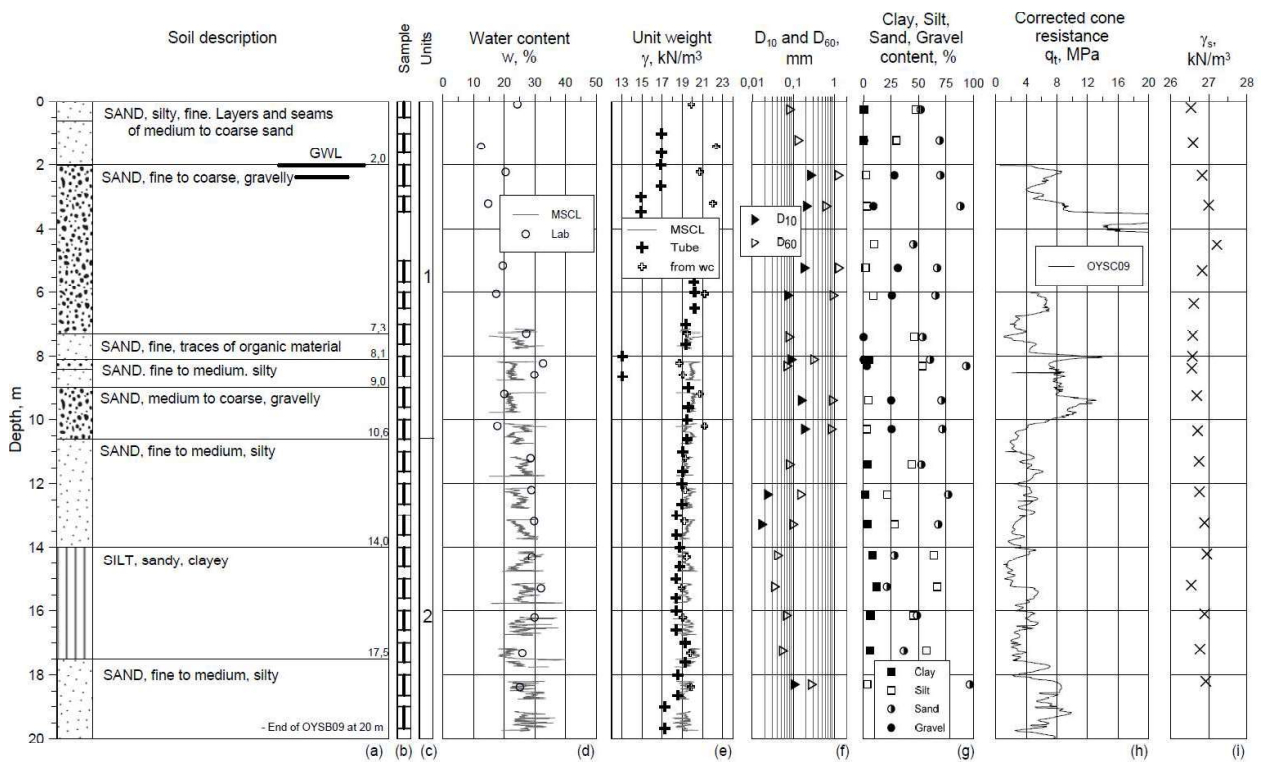 Soil description
Sample
Units
Water content
w, %
Unit weight
γ, kN/m³
D10 and D60,
mm
Clay, Silt,
Sand, Gravel
content, %
Corrected cone
resistance
qt, MPa
γs,
kN/m³
0 10 20 30 40 50
13 15 17 19 21 23
0,01 0,1 1
0 25 50 75 100
0 4 8 12 16 20
26 27 28
Depth, m
0
2
4
6
8
10
12
14
16
18
20
SAND, silty, fine. Layers and seams
of medium to coarse sand
GWL
2,0
SAND, fine to coarse, gravelly
7,3
SAND, fine, traces of organic material
8,1
SAND. fine to medium, silty
9,0
SAND, medium to coarse, gravelly
10,6
SAND, fine to medium, silty
14,0
SILT, sandy, clayey
17,5
SAND, fine to medium, silty
- End of OYSB09 at 20 m
1
2
MSCL
Lab
MSCL
Tube
from wc
D10
D60
OYSC09
Clay
Silt
Sand
Gravel
(a) (b) (c) (d) (e) (f) (g) (h) (i)